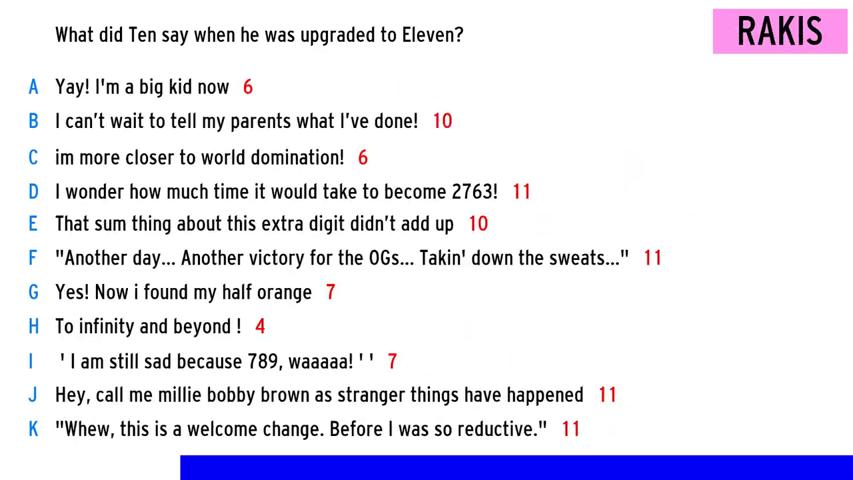 What did Ten say when he was upgraded to Eleven?
RAKIS
A Yay! I'm a big kid now 6
B I can’t wait to tell my parents what I’ve done! 10
C im more closer to world domination! 6
D I wonder how much time it would take to become 2763! 11
E That sum thing about this extra digit didn’t add up 10
F "Another day... Another victory for the OGs... Takin' down the sweats..." 11
G Yes! Now i found my half orange 7
H To infinity and beyond ! 4
I ' I am still sad because 789, waaaaa! ' ' 7
J Hey, call me millie bobby brown as stranger things have happened 11
K "Whew, this is a welcome change. Before I was so reductive." 11